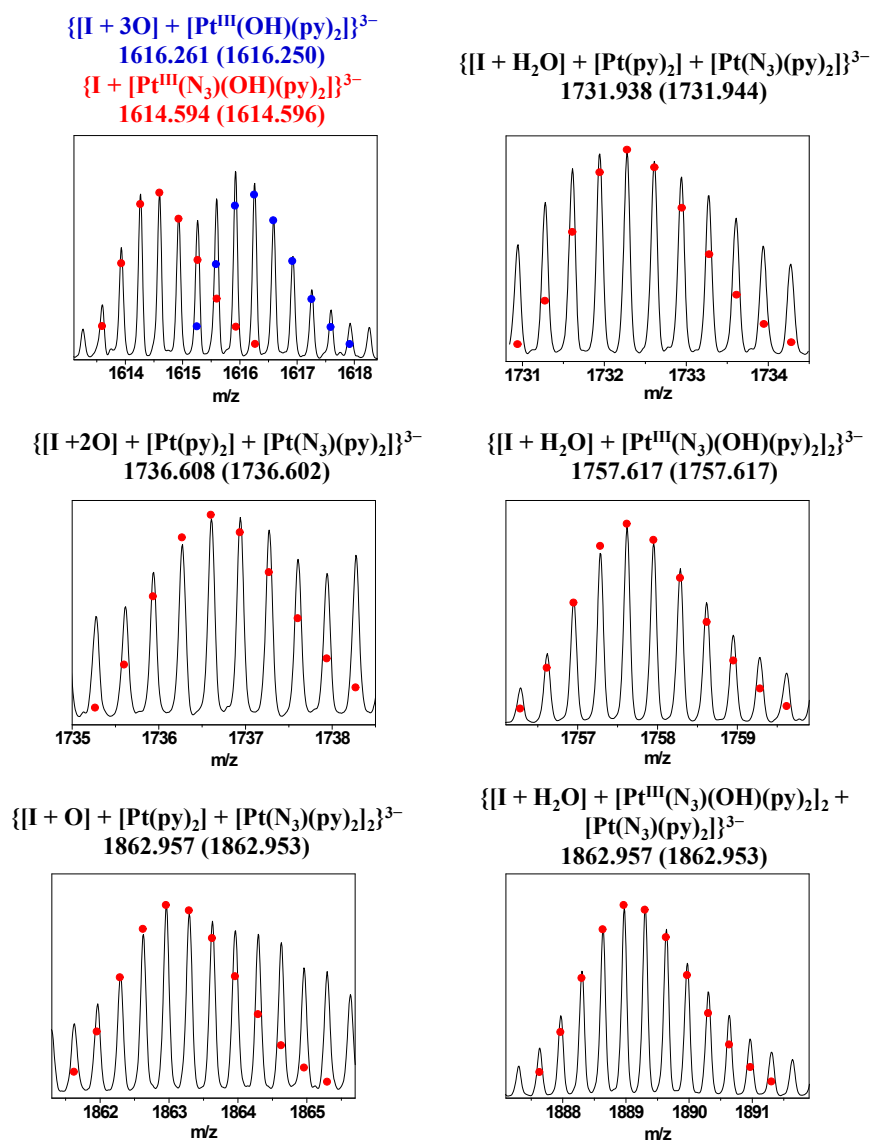 {[I + 3O] + [Ptᴵᴵᴵ(OH)(py)₂]}³⁻
1616.261 (1616.250)
{I + [Ptᴵᴵᴵ(N₃)(OH)(py)₂]}³⁻
1614.594 (1614.596)
1614 1615 1616 1617 1618
m/z
{[I + H₂O] + [Pt(py)₂] + [Pt(N₃)(py)₂]}³⁻
1731.938 (1731.944)
1731 1732 1733 1734
m/z
{[I +2O] + [Pt(py)₂] + [Pt(N₃)(py)₂]}³⁻
1736.608 (1736.602)
1735 1736 1737 1738
m/z
{[I + H₂O] + [Ptᴵᴵᴵ(N₃)(OH)(py)₂]₂}³⁻
1757.617 (1757.617)
1757 1758 1759
m/z
{[I + O] + [Pt(py)₂] + [Pt(N₃)(py)₂]₂}³⁻
1862.957 (1862.953)
1862 1863 1864 1865
m/z
{[I + H₂O] + [Ptᴵᴵᴵ(N₃)(OH)(py)₂]₂ +
[Pt(N₃)(py)₂]}³⁻
1862.957 (1862.953)
1888 1889 1890 1891
m/z